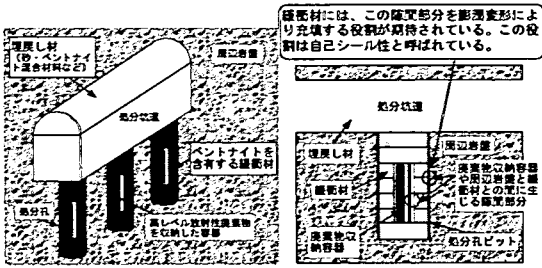 緩衝材には、この隙間部分を膨潤変形によ
り充填する役割が期待されている。この役
割は自己シール性と呼ばれている。
埋戻し材
(砂・ベントナイ
ト混合材料など)
周辺岩盤
処分坑道
ベントナイトを
含有する緩衝材
処分孔
高レベル放射性廃棄物
を収納した容器
処分坑道
埋戻し材
周辺岩盤
緩衝材
廃棄物収納容器
や周辺岩盤と緩
衝材との間に生
じる隙間部分
廃棄物収
納容器
処分孔ピット